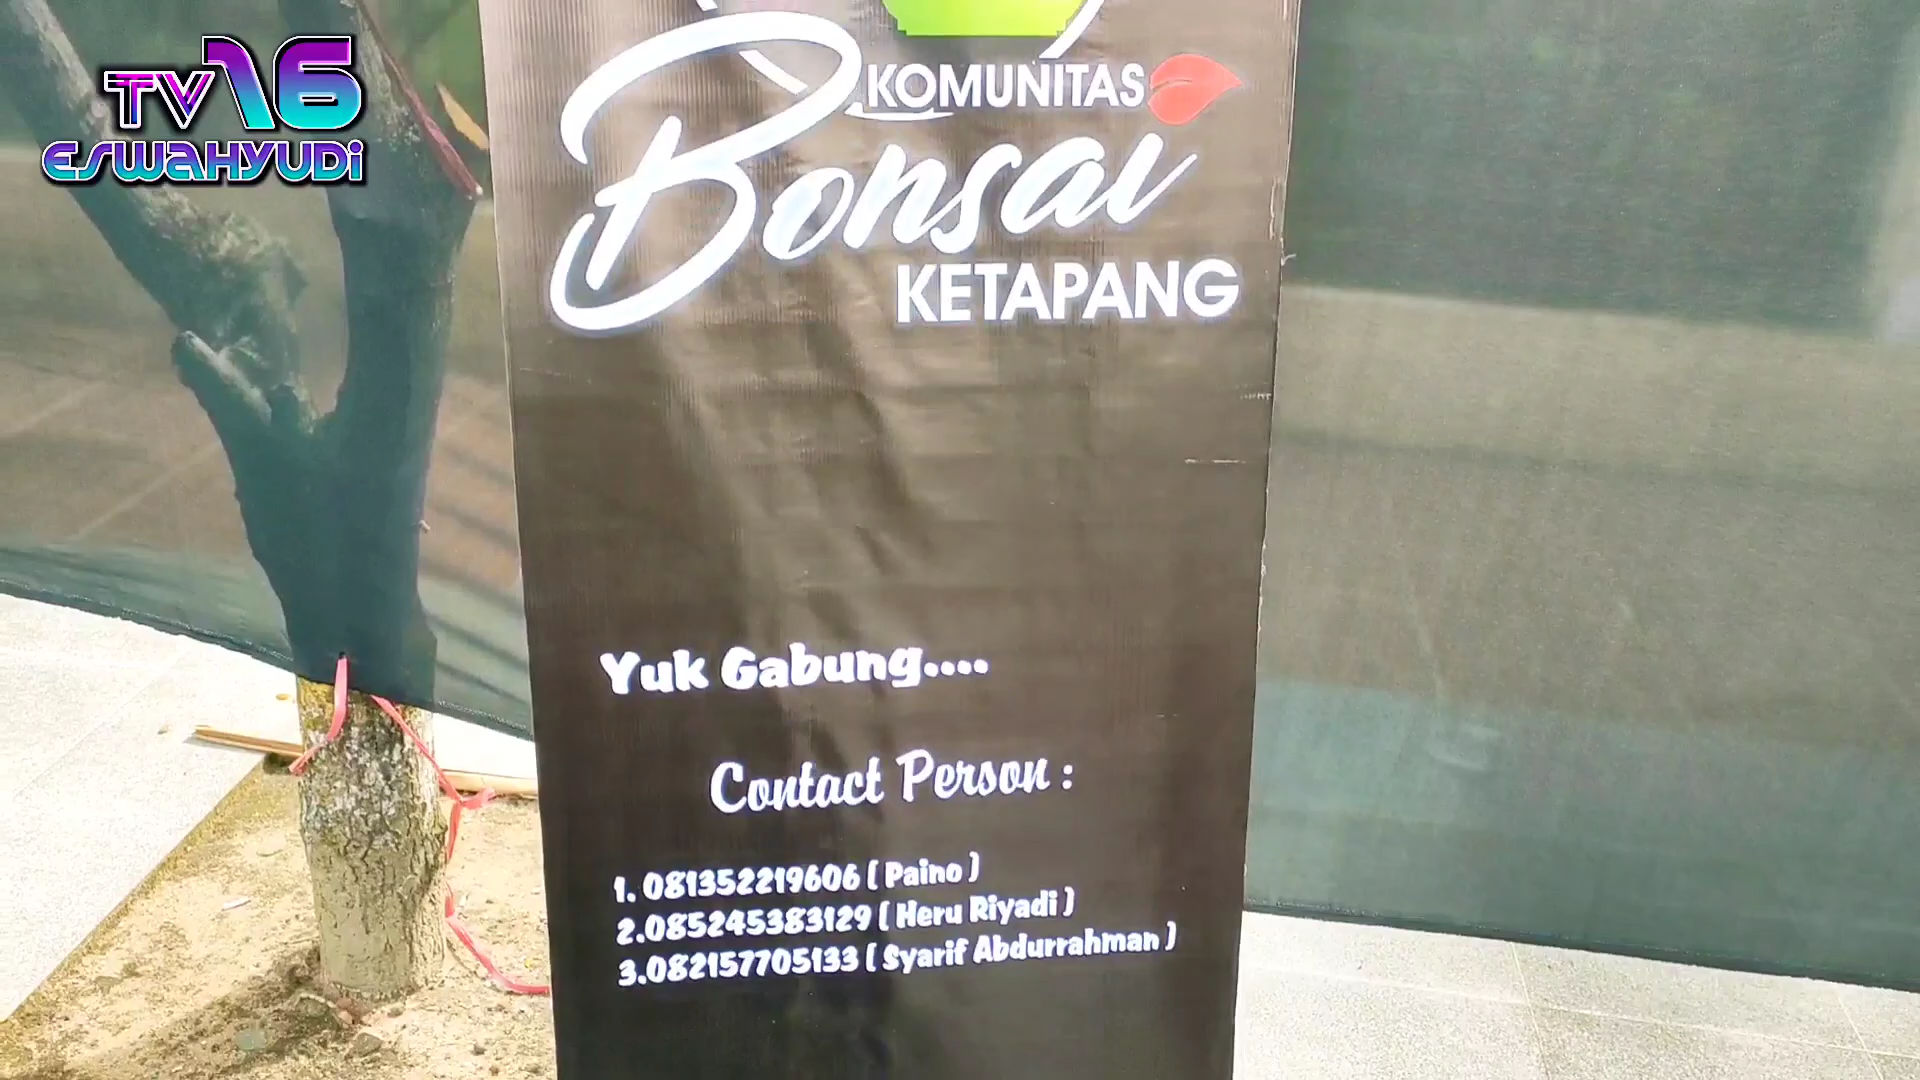 TV16
ESWAHYUDI
KOMUNITAS
Bonsai
KETAPANG
Yuk Gabung....
Contact Person :
1. 081352219606 ( Paino )
2.085245383129 ( Heru Riyadi )
3.082157705133 ( Syarif Abdurrahman )